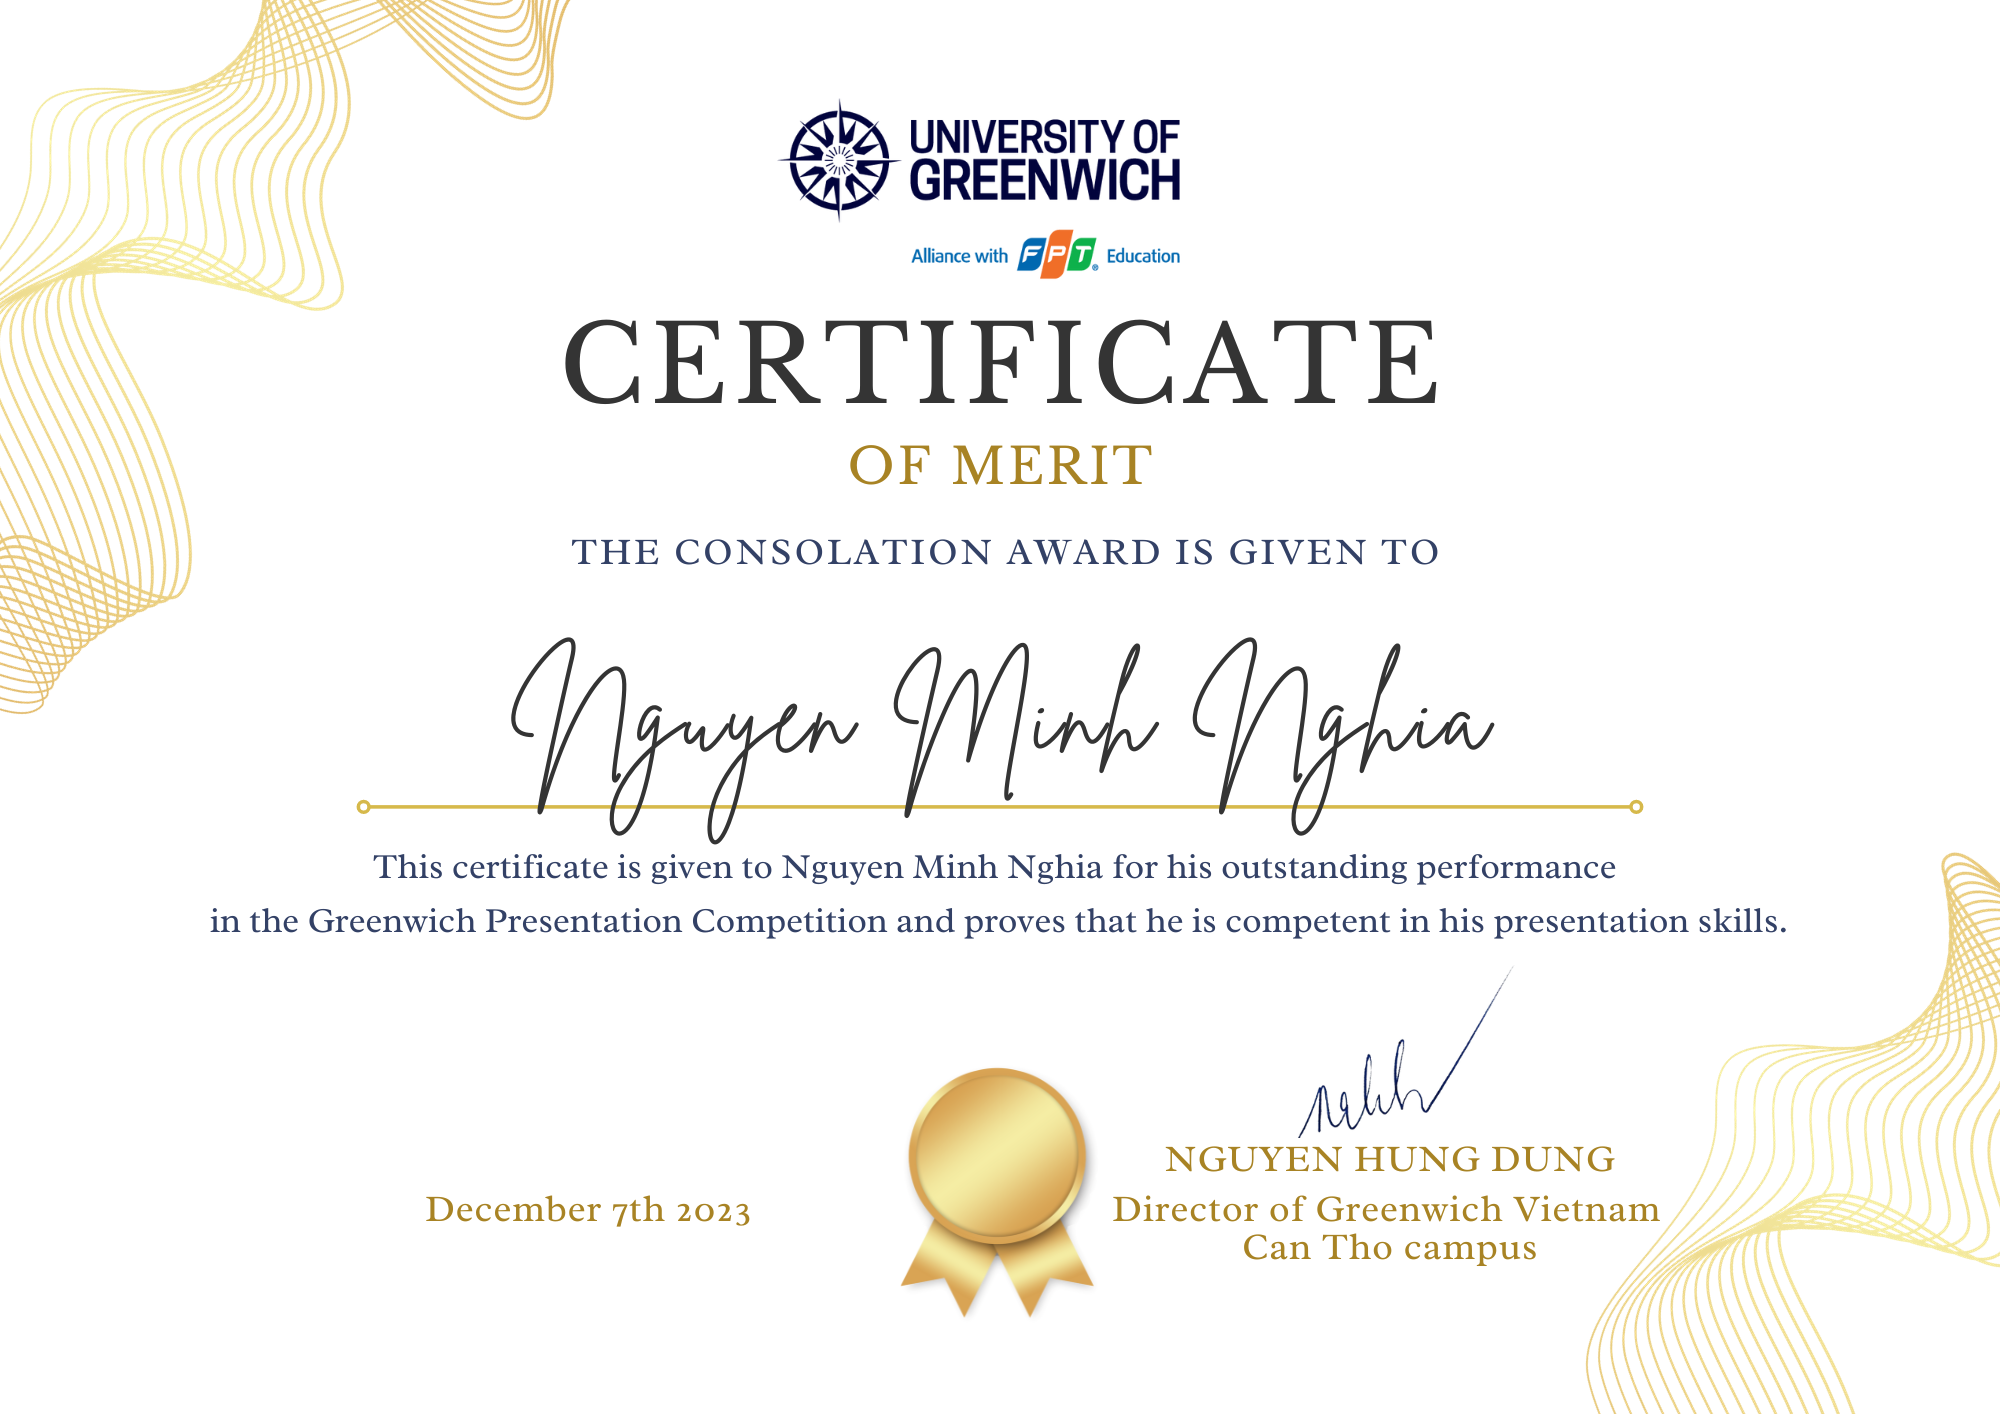 UNIVERSITY OF
GREENWICH
Alliance with FPT® Education
CERTIFICATE
OF MERIT
THE CONSOLATION AWARD IS GIVEN TO
Nguyen Minh Nghia
This certificate is given to Nguyen Minh Nghia for his outstanding performance
in the Greenwich Presentation Competition and proves that he is competent in his presentation skills.
NGUYEN HUNG DUNG
December 7th 2023
Director of Greenwich Vietnam
Can Tho campus